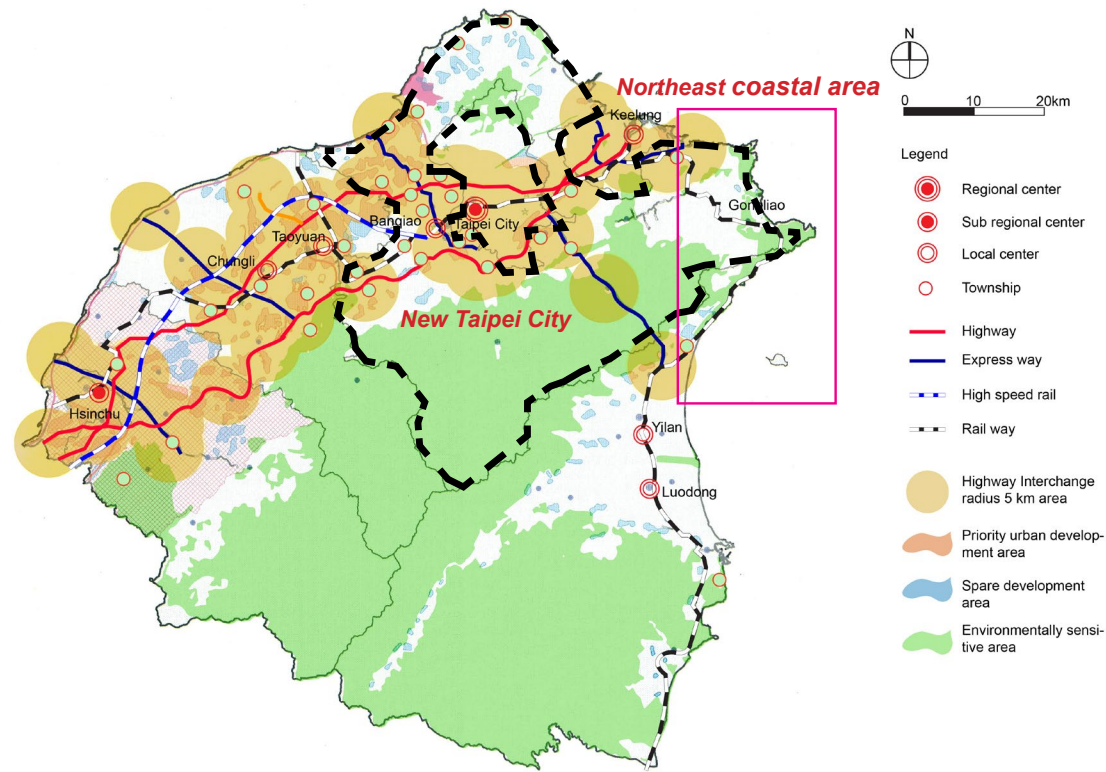 N
Northeast coastal area
0 10 20km
Keelung
Legend
Regional center
Sub regional center
Local center
Township
Highway
Express way
High speed rail
Rail way
Highway Interchange
radius 5 km area
Priority urban develop-
ment area
Spare development
area
Environmentally sensi-
tive area
Gongliao
Banqiao
Taipei City
Taoyuan
Chungli
New Taipei City
Hsinchu
Yilan
Luodong